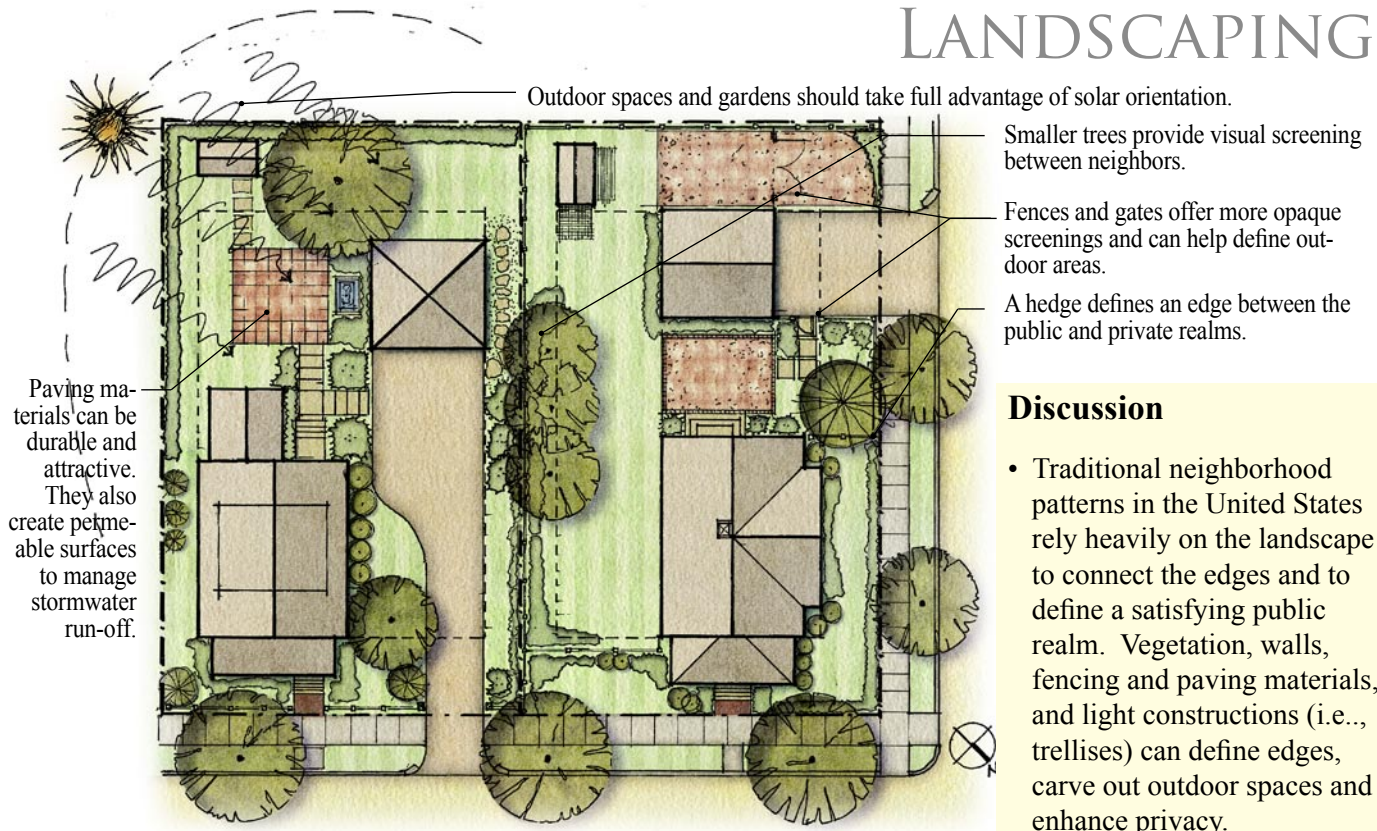 LANDSCAPING
Outdoor spaces and gardens should take full advantage of solar orientation.
Smaller trees provide visual screening
between neighbors.
Fences and gates offer more opaque
screenings and can help define out-
door areas.
A hedge defines an edge between the
public and private realms.
Paving ma-
terials can be
durable and
attractive.
They also
create perme-
able surfaces
to manage
stormwater
run-off.
N
Discussion
• Traditional neighborhood
patterns in the United States
rely heavily on the landscape
to connect the edges and to
define a satisfying public
realm.  Vegetation, walls,
fencing and paving materials,
and light constructions (i.e..,
trellises) can define edges,
carve out outdoor spaces and
enhance privacy.